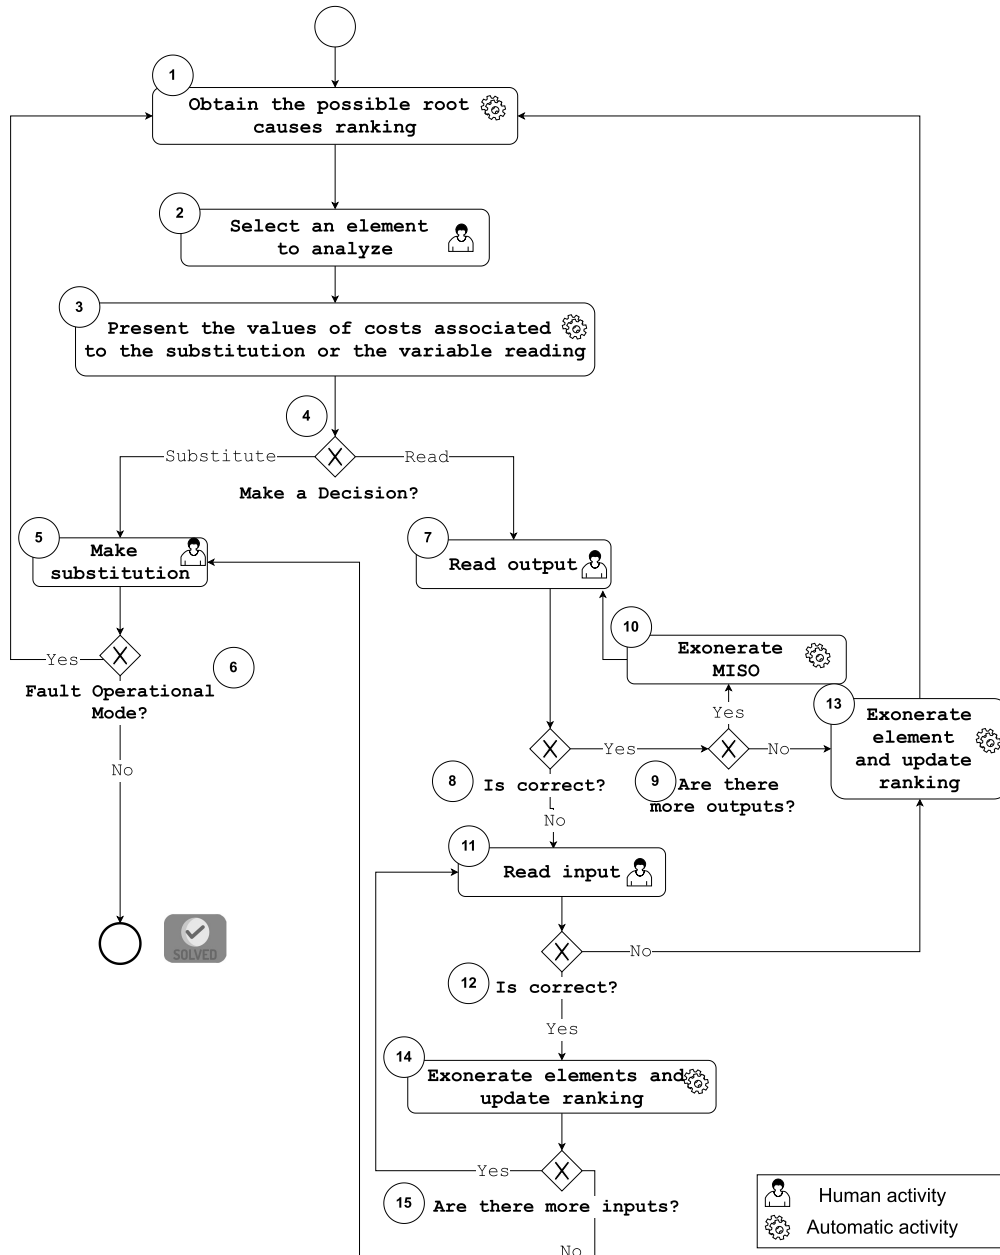 1
Obtain the possible root
causes ranking
2
Select an element
to analyze
3
Present the values of costs associated
to the substitution or the variable reading
4
Substitute
Read
Make a Decision?
5
Make
substitution
7
Read output
10
Exonerate
MISO
Yes
6
Fault Operational
Mode?
13
Exonerate
element
and update
ranking
Yes
Yes
No
No
8
Is correct?
9
Are there
more outputs?
No
11
Read input
SOLVED
No
12
Is correct?
Yes
14
Exonerate elements and
update ranking
Yes
15
Are there more inputs?
No
Human activity
Automatic activity